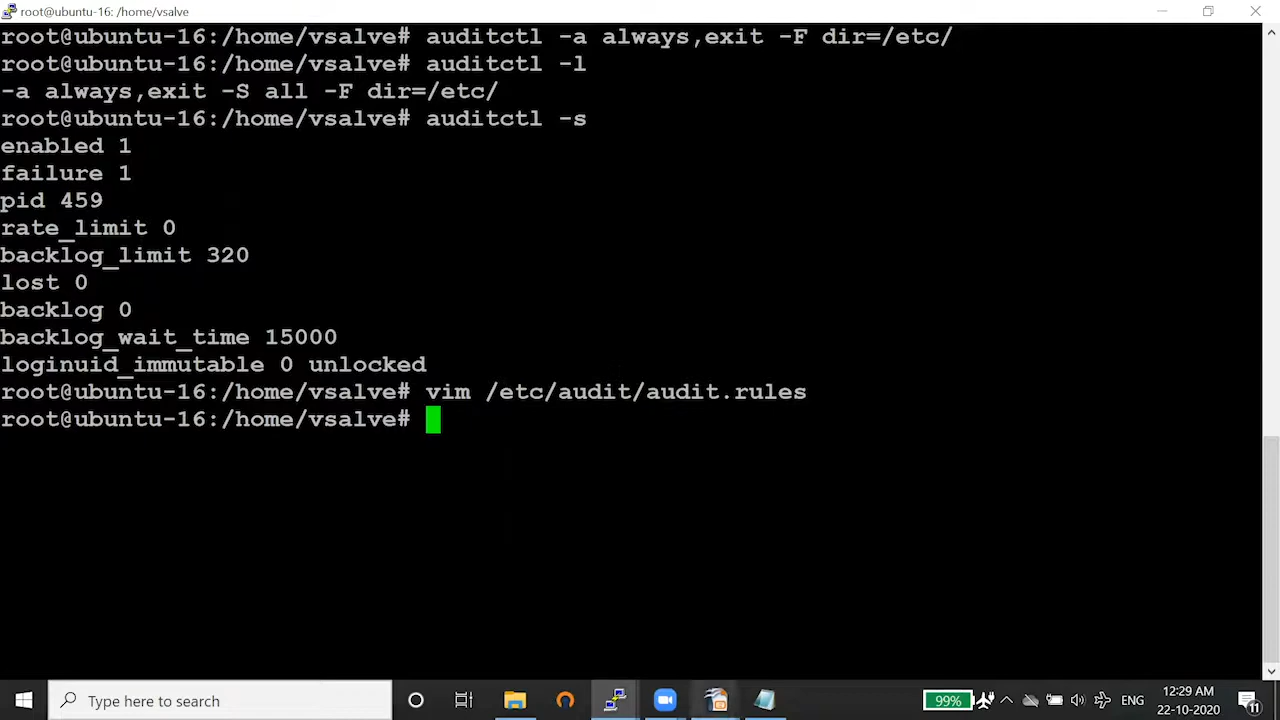 root@ubuntu-16: /home/vsalve
root@ubuntu-16:/home/vsalve# auditctl -a always,exit -F dir=/etc/
root@ubuntu-16:/home/vsalve# auditctl -l
-a always,exit -S all -F dir=/etc/
root@ubuntu-16:/home/vsalve# auditctl -s
enabled 1
failure 1
pid 459
rate_limit 0
backlog_limit 320
lost 0
backlog 0
backlog_wait_time 15000
loginuid_immutable 0 unlocked
root@ubuntu-16:/home/vsalve# vim /etc/audit/audit.rules
root@ubuntu-16:/home/vsalve#
Type here to search
99%
ENG
12:29 AM
22-10-2020
11